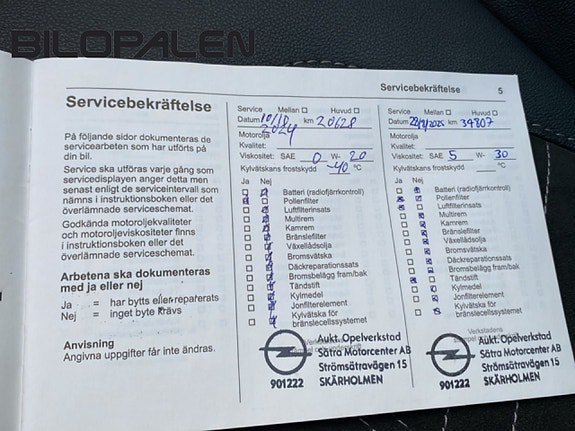 BILOPALEN
Servicebekräftelse 5
Servicebekräftelse
På följande sidor dokumenteras de
servicearbeten som har utförts på
din bil.
Service ska utföras varje gång som
servicedisplayen anger detta men
senast enligt de serviceintervall som
nämns i instruktionsboken eller det
överlämnade serviceschemat.
Godkända motoroljekvaliteter
och motoroljeviskositeter finns
i instruktionsboken eller det
överlämnade serviceschemat.
Arbetena ska dokumenteras
med ja eller nej
Ja = har bytts eller reparerats
Nej = inget byte krävs
Anvisning
Angivna uppgifter får inte ändras.
Service Mellan Huvud
Datum 10/10 2024 km 20628
Motorolja
Kvalitet:
Viskositet: SAE 0 W- 20
Kylvätskans frostskydd -40 °C
Ja Nej
Batteri (radiofjärrkontroll)
Pollenfilter
Luftfilterinsats
Multirem
Kamrem
Bränslefilter
Växellådsolja
Bromsvätska
Däckreparationssats
Bromsbelägg fram/bak
Tändstift
Kylmedel
Jonfilterelement
Kylvätska för
bränslecellssystemet
Aukt. Opelverkstad
Sätra Motorcenter AB
Strömsätravägen 15
901222 SKÄRHOLMEN
Service Mellan Huvud
Datum km 34807
Motorolja
Kvalitet:
Viskositet: SAE 5 W- 30
Kylvätskans frostskydd °C
Ja Nej
Batteri (radiofjärrkontroll)
Pollenfilter
Luftfilterinsats
Multirem
Kamrem
Bränslefilter
Växellådsolja
Bromsvätska
Däckreparationssats
Bromsbelägg fram/bak
Tändstift
Kylmedel
Jonfilterelement
Kylvätska för
bränslecellssystemet
Verkstadens
Aukt. Opelverkstad
Sätra Motorcenter AB
Strömsätravägen 15
901222 SKÄRHOLMEN